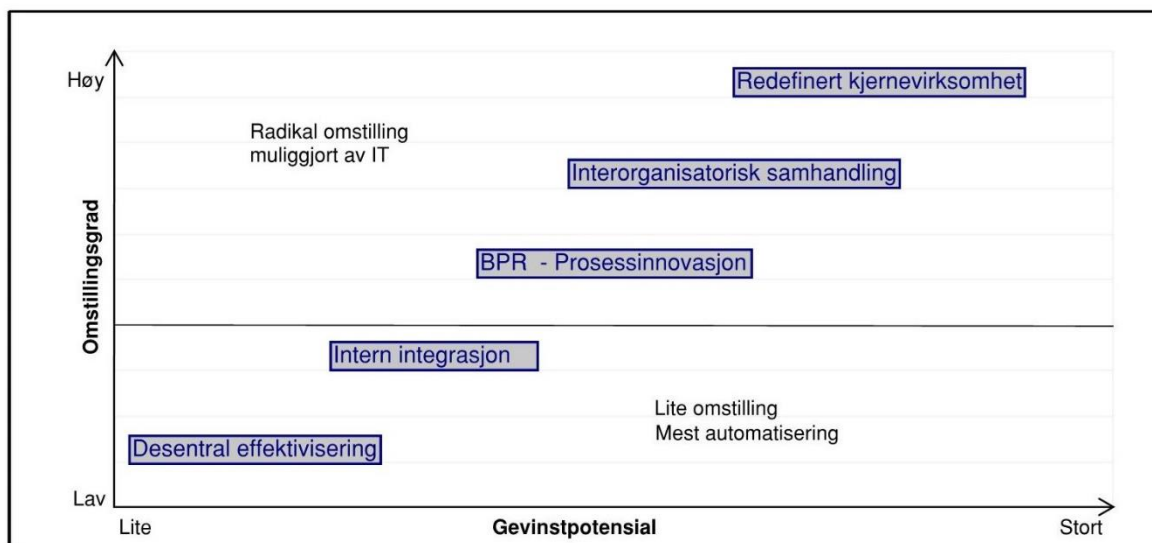 Høy
Redefinert kjernevirksomhet
Radikal omstilling
muliggjort av IT
Interorganisatorisk samhandling
Omstillingsgrad
BPR - Prosessinnovasjon
Intern integrasjon
Lite omstilling
Mest automatisering
Desentral effektivisering
Lav
Lite
Gevinstpotensial
Stort